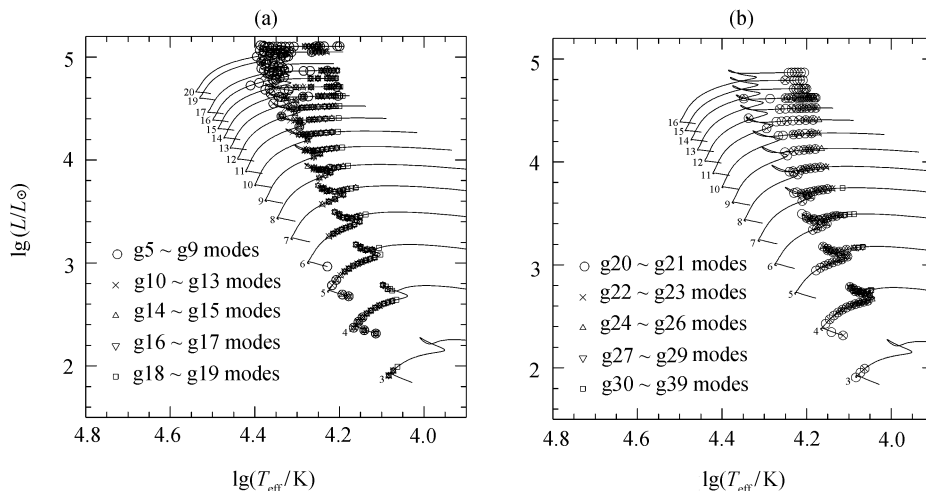 (a)
(b)
lg(L/L⊙)
5
4
3
2
20
19
17
16
15
14
13
12
11
10
9
8
7
6
5
4
3
○ g5 ~ g9 modes
× g10 ~ g13 modes
△ g14 ~ g15 modes
▽ g16 ~ g17 modes
□ g18 ~ g19 modes
4.8 4.6 4.4 4.2 4.0
lg(Teff/K)
5
4
3
2
16
15
14
13
12
11
10
9
8
7
6
5
4
3
○ g20 ~ g21 modes
× g22 ~ g23 modes
△ g24 ~ g26 modes
▽ g27 ~ g29 modes
□ g30 ~ g39 modes
4.8 4.6 4.4 4.2 4.0
lg(Teff/K)